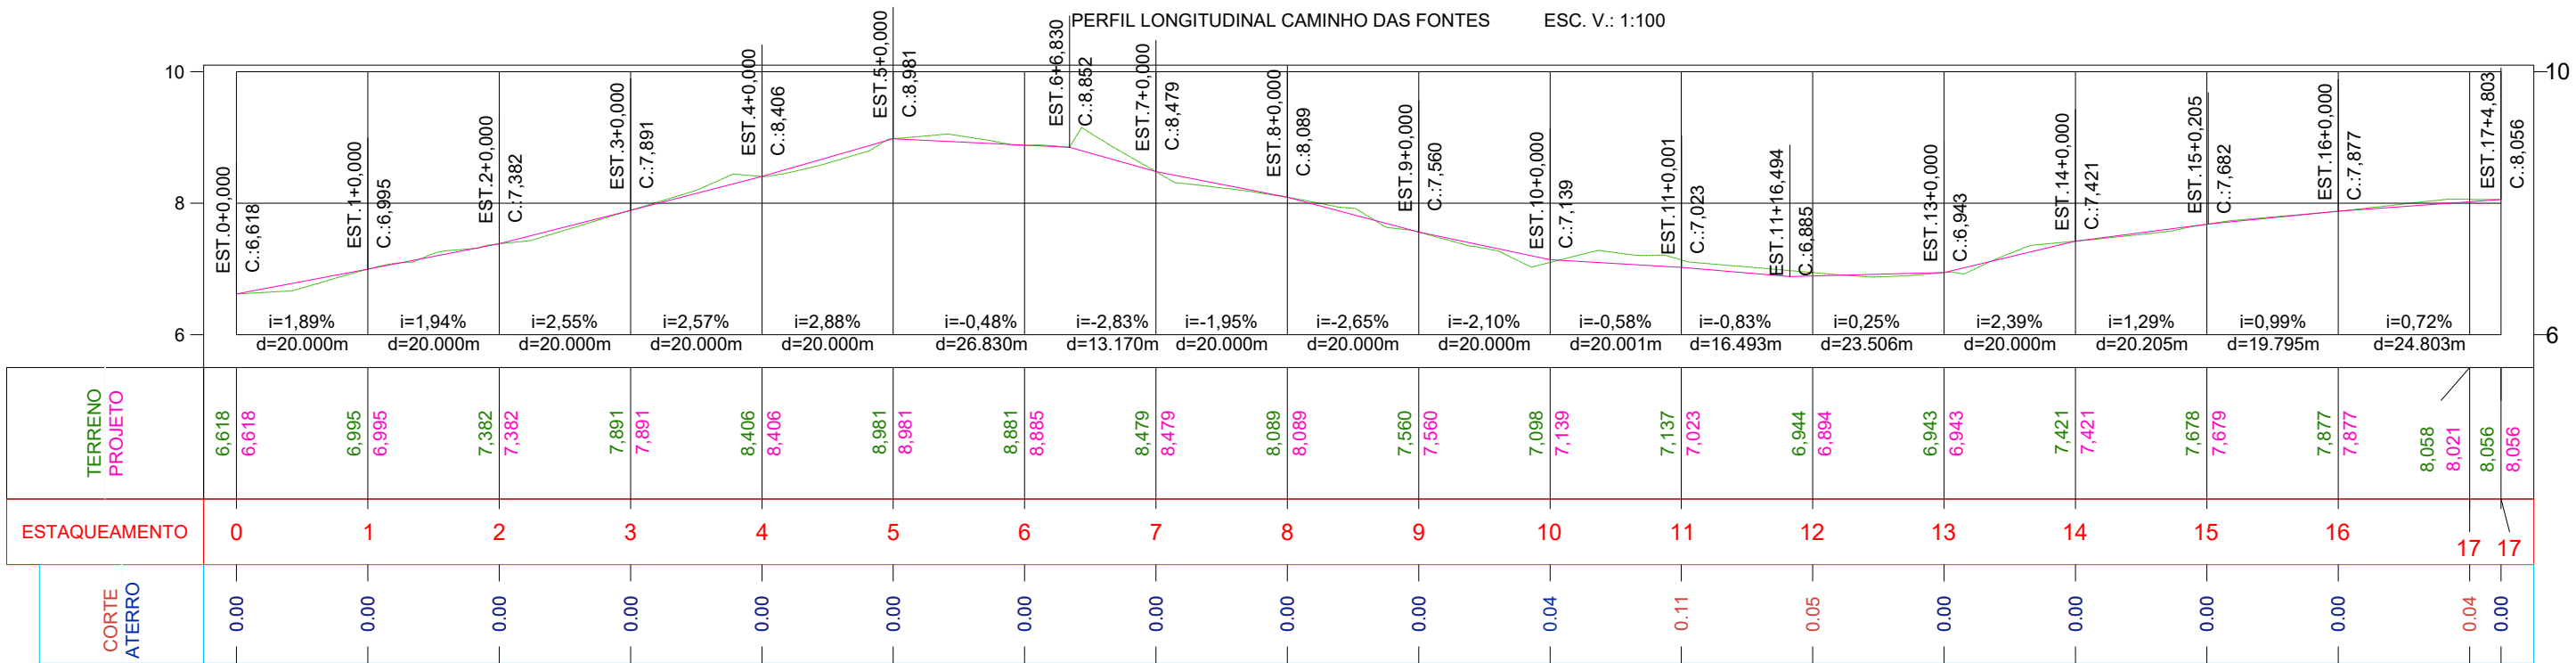 PERFIL LONGITUDINAL CAMINHO DAS FONTES ESC. V.: 1:100
10
8
6
10
6
EST.0+0,000
C.:6,618
EST.1+0,000
C.:6,995
EST.2+0,000
C.:7,382
EST.3+0,000
C.:7,891
EST.4+0,000
C.:8,406
EST.5+0,000
C.:8,981
EST.6+6,830
C.:8,852
EST.7+0,000
C.:8,479
EST.8+0,000
C.:8,089
EST.9+0,000
C.:7,560
EST.10+0,000
C.:7,139
EST.11+0,001
C.:7,023
EST.11+16,494
C.:6,885
EST.13+0,000
C.:6,943
EST.14+0,000
C.:7,421
EST.15+0,205
C.:7,682
EST.16+0,000
C.:7,877
EST.17+4,803
C.:8,056
i=1,89% i=1,94% i=2,55% i=2,57% i=2,88% i=-0,48% i=-2,83% i=-1,95% i=-2,65% i=-2,10% i=-0,58% i=-0,83% i=0,25% i=2,39% i=1,29% i=0,99% i=0,72%
d=20.000m d=20.000m d=20.000m d=20.000m d=20.000m d=26.830m d=13.170m d=20.000m d=20.000m d=20.000m d=20.001m d=16.493m d=23.506m d=20.000m d=20.205m d=19.795m d=24.803m
TERRENO
PROJETO
6,618
6,618
6,995
6,995
7,382
7,382
7,891
7,891
8,406
8,406
8,981
8,981
8,881
8,885
8,479
8,479
8,089
8,089
7,560
7,560
7,098
7,139
7,137
7,023
6,944
6,894
6,943
6,943
7,421
7,421
7,678
7,679
7,877
7,877
8,058
8,021
8,056
8,056
ESTAQUEAMENTO 0 1 2 3 4 5 6 7 8 9 10 11 12 13 14 15 16 17 17
CORTE
ATERRO
0.00
0.00
0.00
0.00
0.00
0.00
0.00
0.00
0.00
0.00
0.04
0.11
0.05
0.00
0.00
0.00
0.00
0.04
0.00